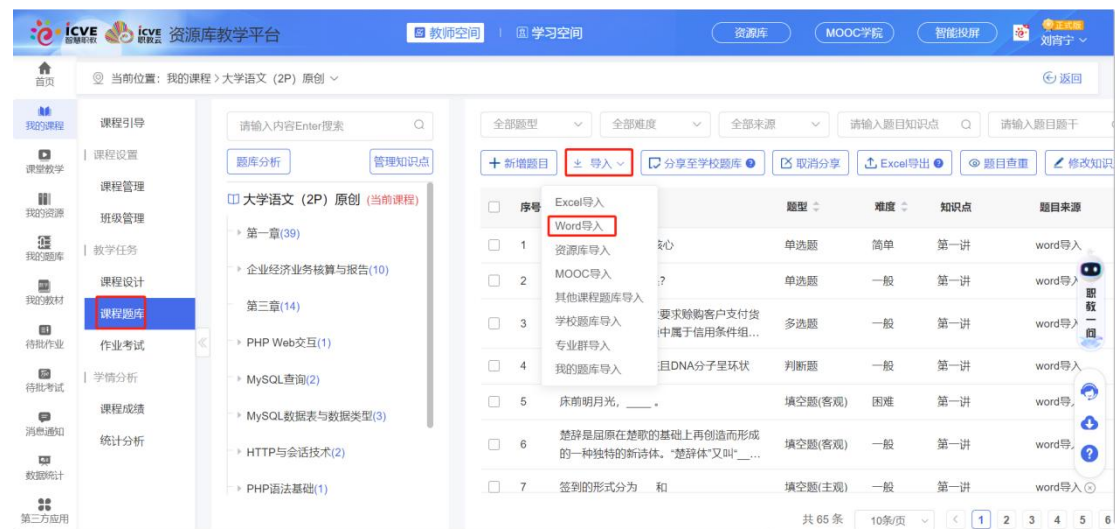 icve 智慧职教 icve 职教云 资源库教学平台
教师空间
学习空间
资源库
MOOC学院
智能投屏
正式版
刘宵宁
首页
我的课程
课堂教学
我的资源
我的题库
我的教材
待批作业
待批考试
消息通知
数据统计
第三方应用
当前位置：我的课程 > 大学语文（2P）原创
返回
课程引导
课程设置
课程管理
班级管理
教学任务
课程设计
课程题库
作业考试
学情分析
课程成绩
统计分析
请输入内容Enter搜索
题库分析
管理知识点
大学语文（2P）原创 (当前课程)
第一章(39)
企业经济业务核算与报告(10)
第三章(14)
PHP Web交互(1)
MySQL查询(2)
MySQL数据表与数据类型(3)
HTTP与会话技术(2)
PHP语法基础(1)
全部题型
全部难度
全部来源
请输入题目知识点
请输入题目题干
新增题目
导入
分享至学校题库
取消分享
Excel导出
题目查重
修改知识
Excel导入
Word导入
资源库导入
MOOC导入
其他课程题库导入
学校题库导入
专业群导入
我的题库导入
序号 题型 难度 知识点 题目来源
1 核心 单选题 简单 第一讲 word导入
2 ? 单选题 一般 第一讲 word导入
3 要求赊购客户支付货
中属于信用条件组... 多选题 一般 第一讲 word导入
4 且DNA分子呈环状 判断题 一般 第一讲 word导入
5 床前明月光，____。 填空题(客观) 困难 第一讲 word导
6 楚辞是屈原在楚歌的基础上再创造而形成
的一种独特的新诗体。“楚辞体”又叫“__... 填空题(客观) 一般 第一讲 word导
7 签到的形式分为 和 填空题(主观) 一般 第一讲 word导入
职教一问
共 65 条
10条/页
< 1 2 3 4 5 6